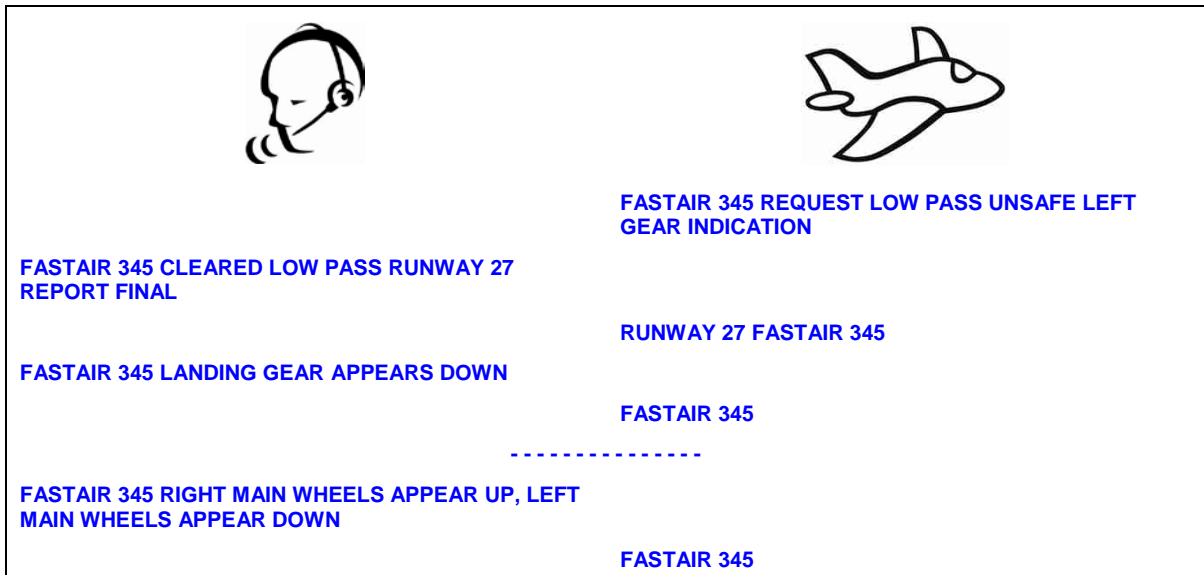 FASTAIR 345 REQUEST LOW PASS UNSAFE LEFT
GEAR INDICATION
FASTAIR 345 CLEARED LOW PASS RUNWAY 27
REPORT FINAL
RUNWAY 27 FASTAIR 345
FASTAIR 345 LANDING GEAR APPEARS DOWN
FASTAIR 345
- - - - - - - - - - - - - - -
FASTAIR 345 RIGHT MAIN WHEELS APPEAR UP, LEFT
MAIN WHEELS APPEAR DOWN
FASTAIR 345